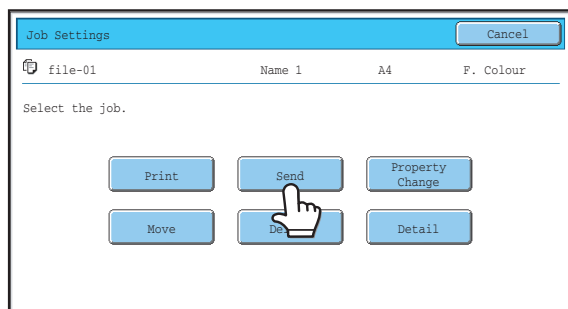 Job Settings
Cancel
file-01 Name 1 A4 F. Colour
Select the job.
Print
Send
Property
Change
Move
Detail